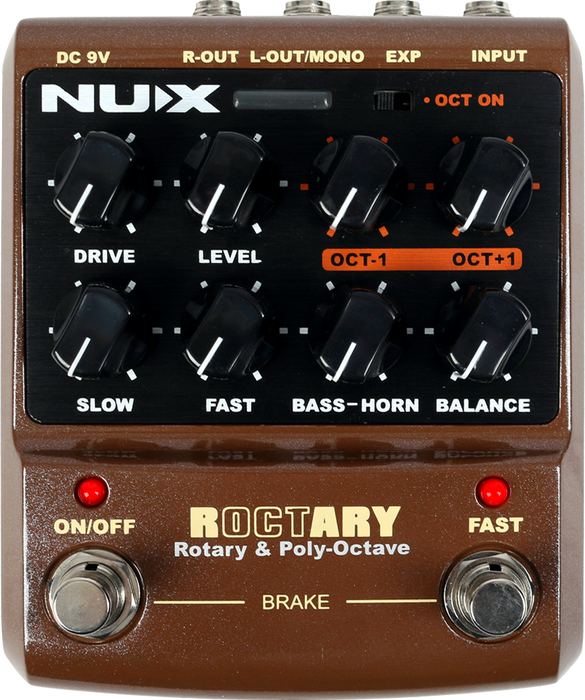 DC 9V R-OUT L-OUT/MONO EXP INPUT
NUX
• OCT ON
DRIVE LEVEL OCT-1 OCT+1
SLOW FAST BASS–HORN BALANCE
ON/OFF ROCTARY FAST
Rotary & Poly-Octave
BRAKE